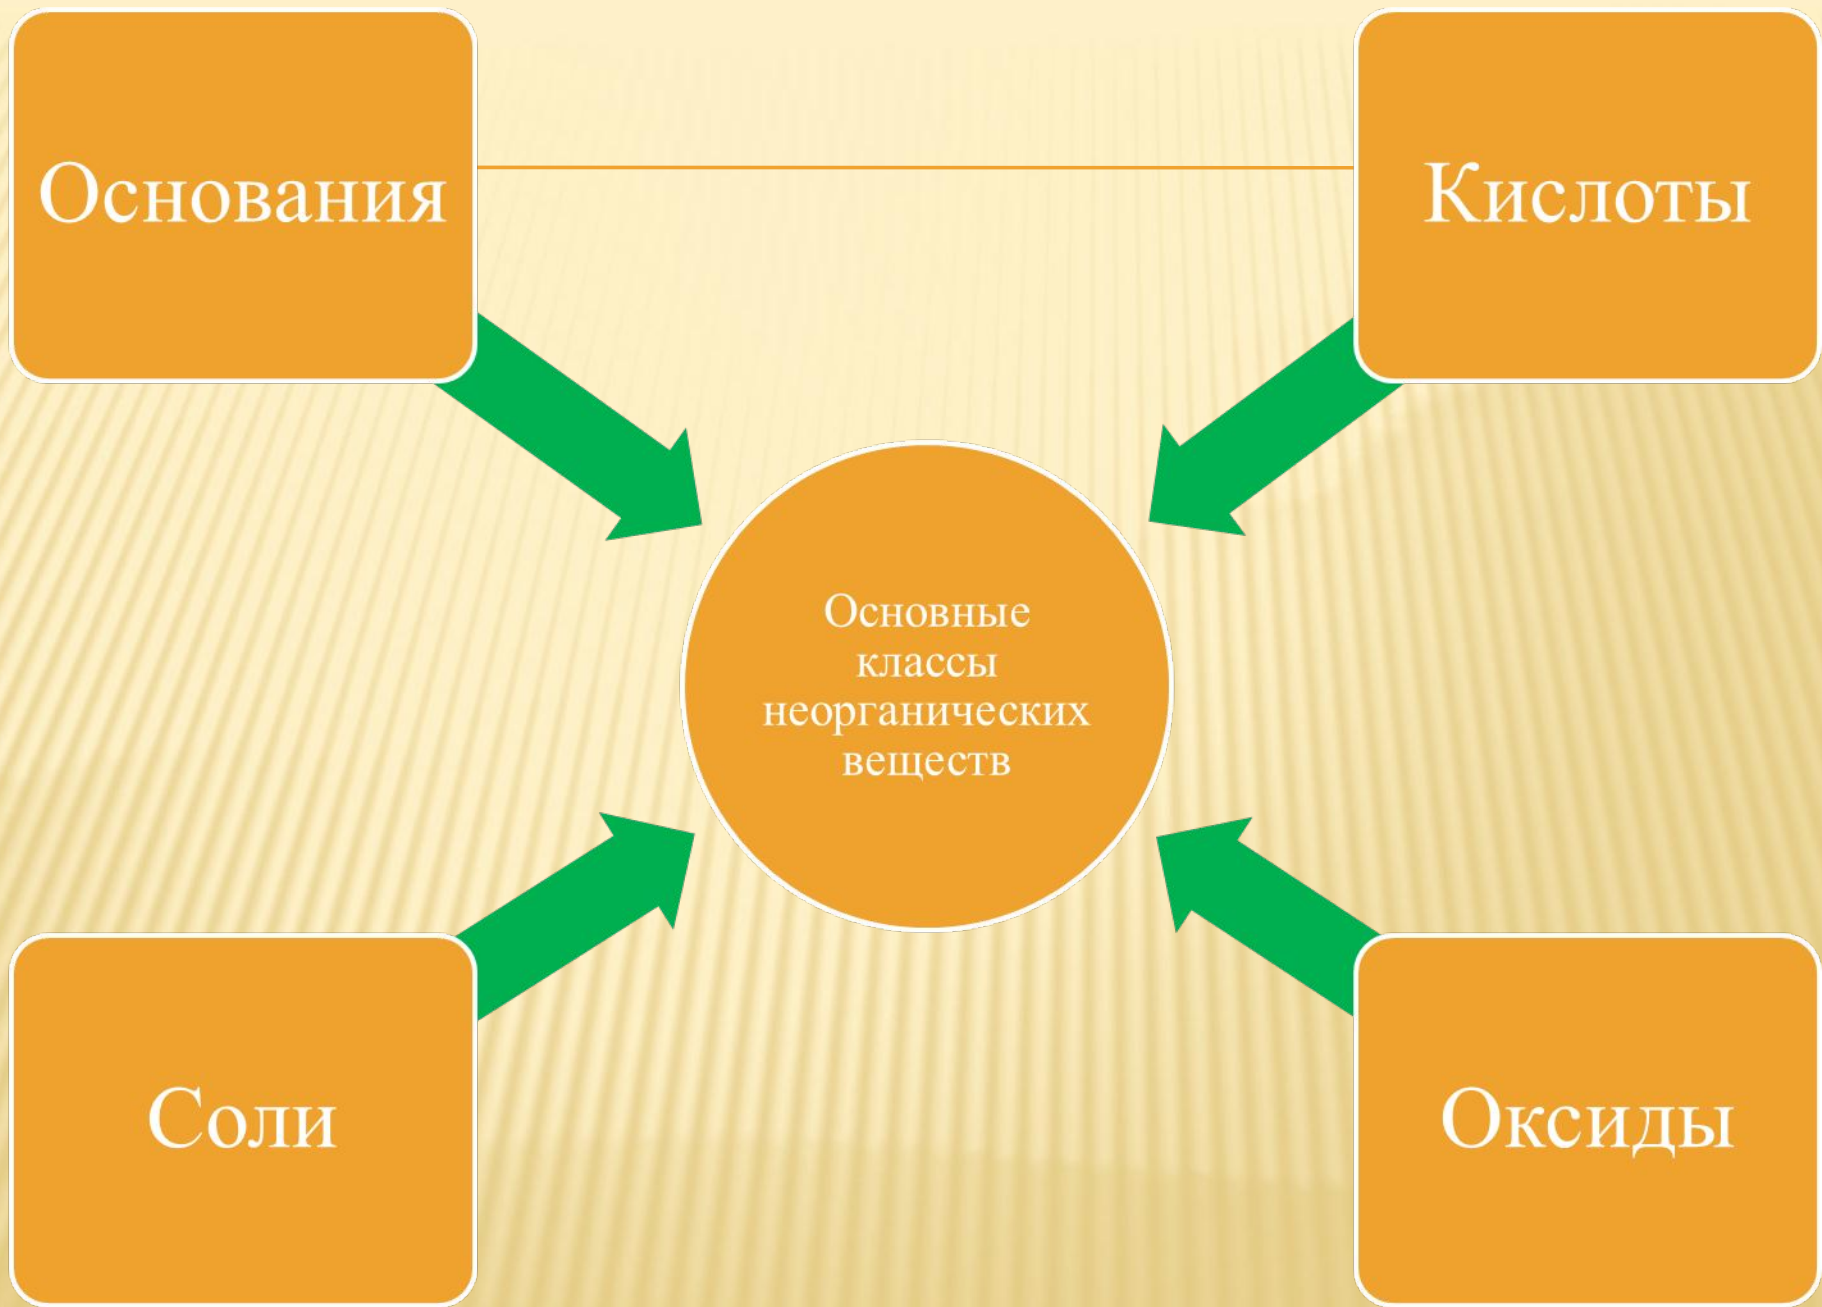 Основания
Кислоты
Основные
классы
неорганических
веществ
Соли
Оксиды